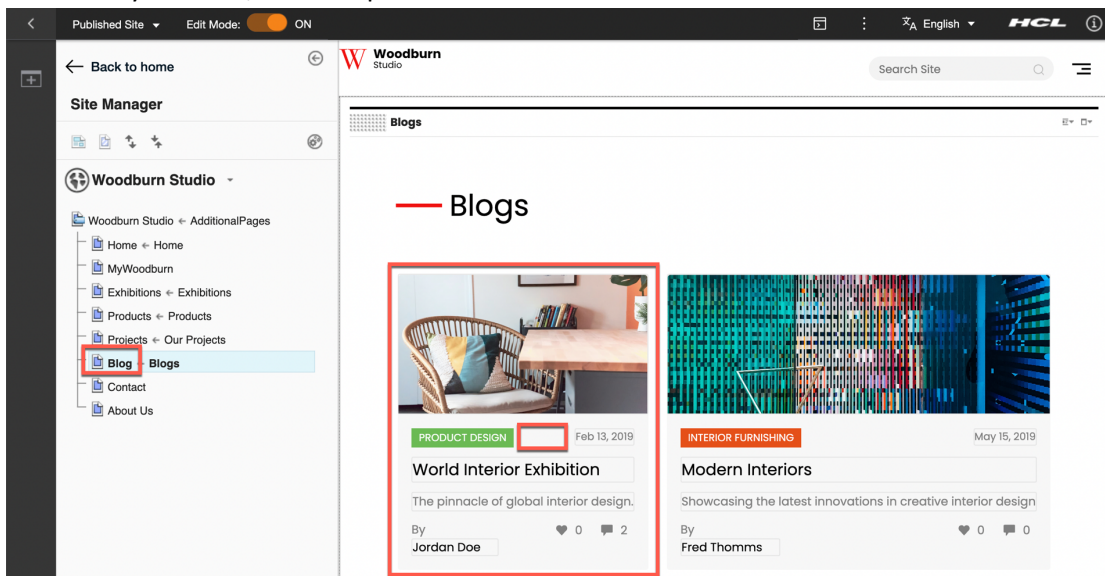 Published Site
Edit Mode:
ON
English
HCL
Back to home
Site Manager
Woodburn Studio
Woodburn Studio ← AdditionalPages
Home ← Home
MyWoodburn
Exhibitions ← Exhibitions
Products ← Products
Projects ← Our Projects
Blog ← Blogs
Contact
About Us
W Woodburn
Studio
Search Site
Blogs
Blogs
PRODUCT DESIGN
Feb 13, 2019
World Interior Exhibition
The pinnacle of global interior design.
By
0
2
Jordan Doe
INTERIOR FURNISHING
May 15, 2019
Modern Interiors
Showcasing the latest innovations in creative interior design
By
0
0
Fred Thomms